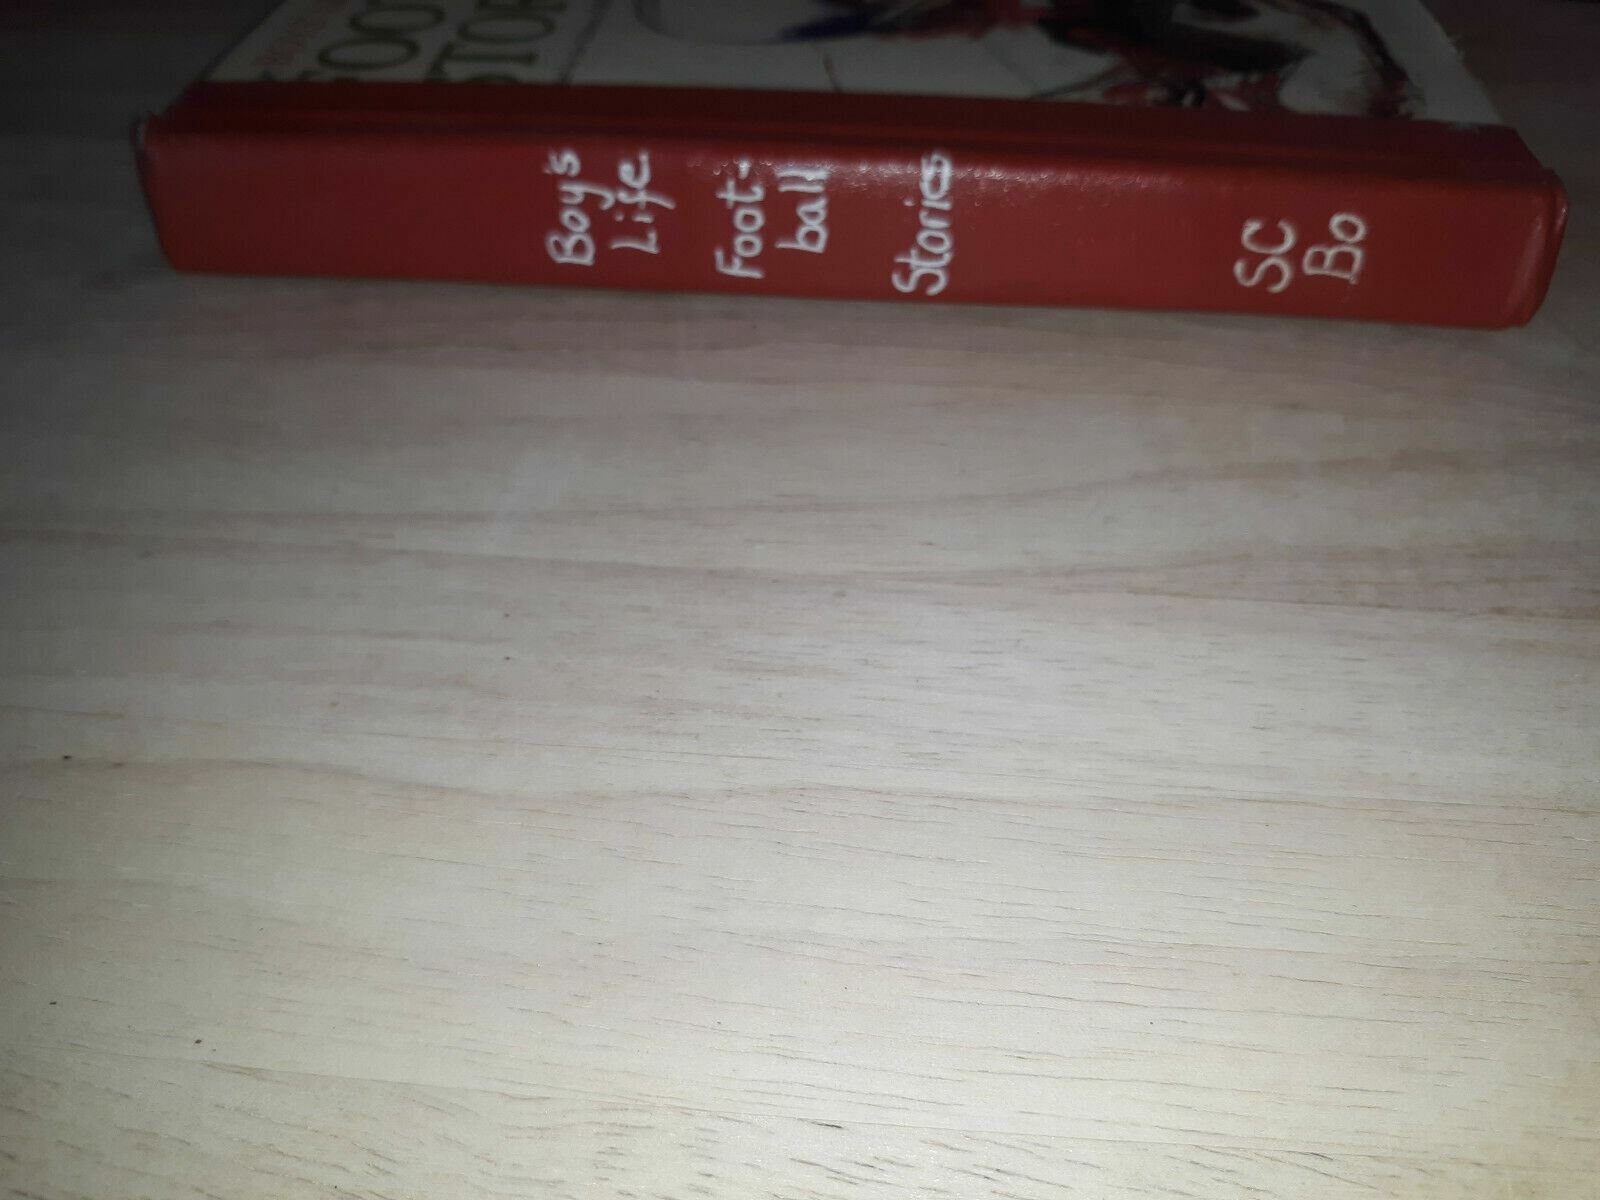 Boy's
Life
Foot-
ball
Stories
SC
Bo